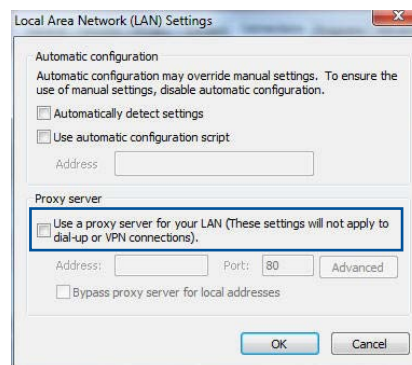 Local Area Network (LAN) Settings
Automatic configuration
Automatic configuration may override manual settings. To ensure the
use of manual settings, disable automatic configuration.
Automatically detect settings
Use automatic configuration script
Address
Proxy server
Use a proxy server for your LAN (These settings will not apply to
dial-up or VPN connections).
Address: Port: 80 Advanced
Bypass proxy server for local addresses
OK Cancel